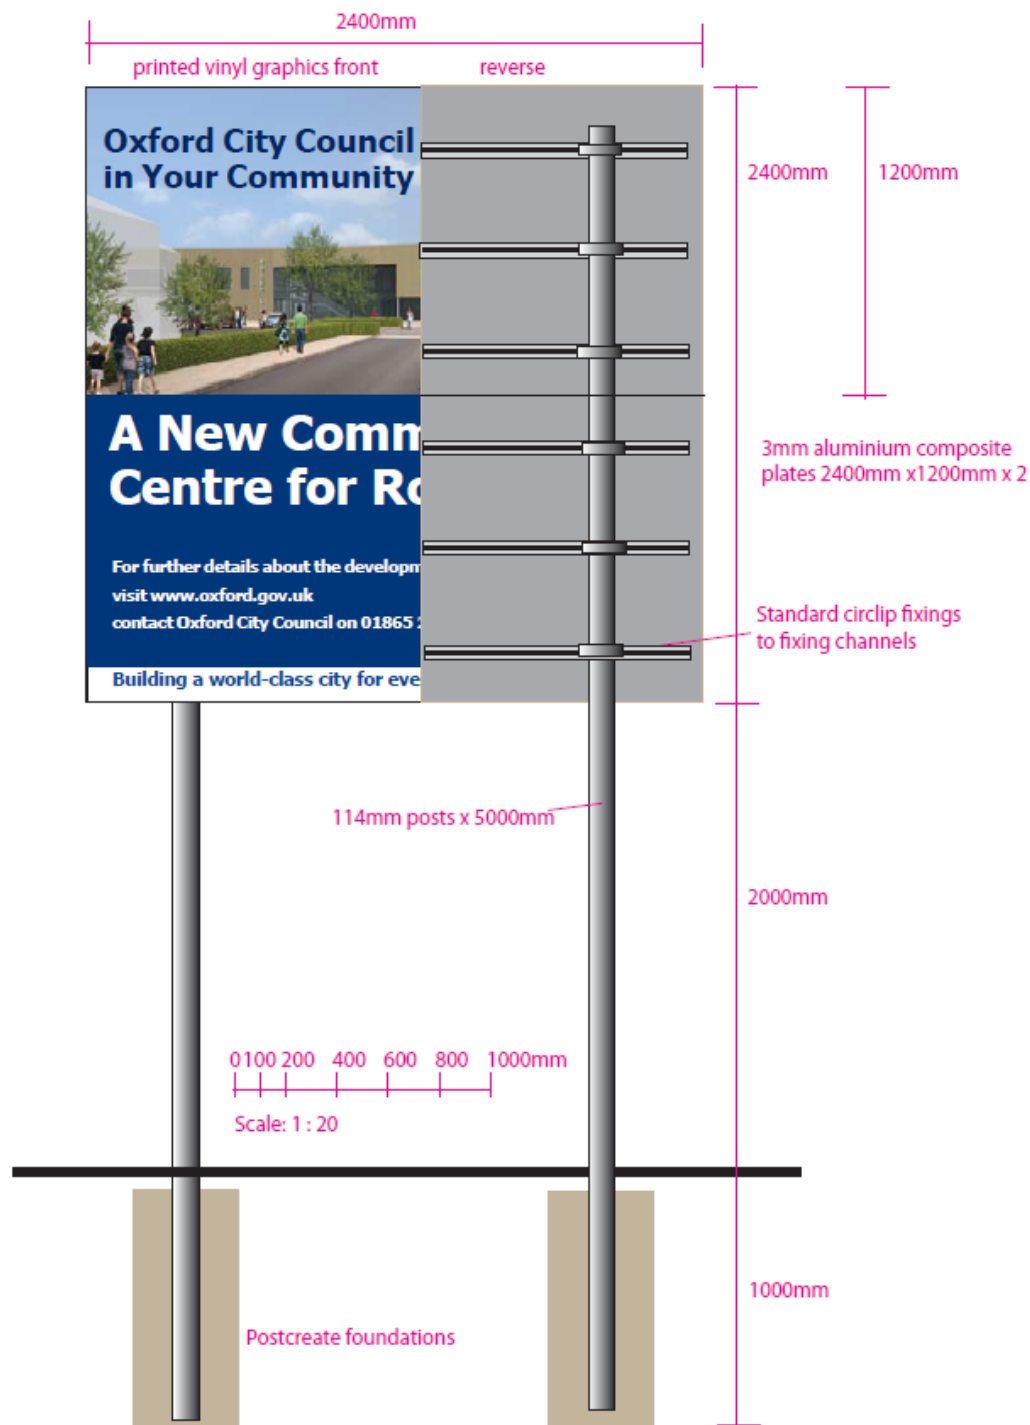 2400mm
printed vinyl graphics front
reverse
Oxford City Council
in Your Community
2400mm
1200mm
A New Comm
Centre for Ro
3mm aluminium composite
plates 2400mm x1200mm x 2
For further details about the developm
visit www.oxford.gov.uk
contact Oxford City Council on 01865 2
Standard circlip fixings
to fixing channels
Building a world-class city for eve
114mm posts x 5000mm
2000mm
0100 200 400 600 800 1000mm
Scale: 1 : 20
1000mm
Postcreate foundations